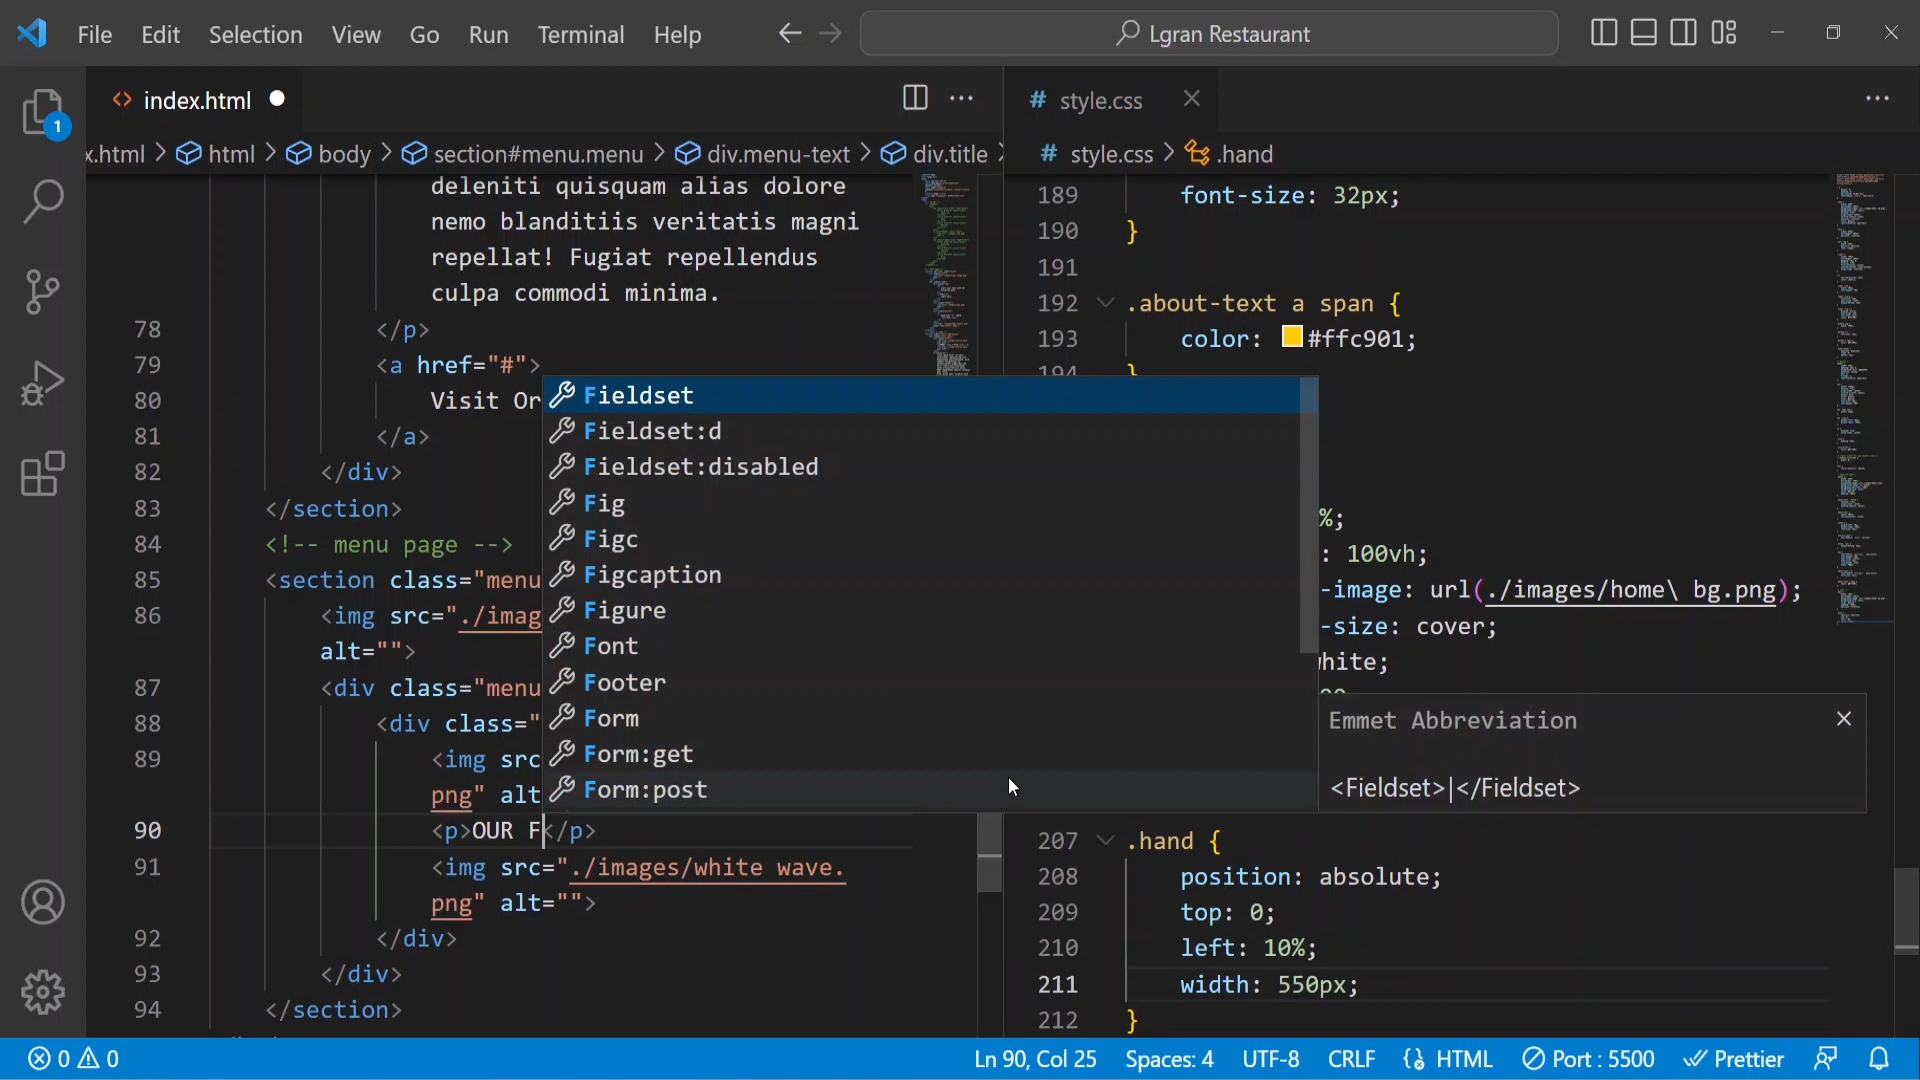 File Edit Selection View Go Run Terminal Help
Lgran Restaurant
index.html
style.css
x.html > html > body > section#menu.menu > div.menu-text > div.title
style.css > .hand
deleniti quisquam alias dolore
nemo blanditiis veritatis magni
repellat! Fugiat repellendus
culpa commodi minima.
78 </p>
79 <a href="#">
80 Visit Or
81 </a>
82 </div>
83 </section>
84 <!-- menu page -->
85 <section class="menu
86 <img src="./imag
alt="">
87 <div class="menu
88 <div class="
89 <img src
png" alt
90 <p>OUR F</p>
91 <img src="./images/white wave.
png" alt="">
92 </div>
93 </div>
94 </section>
Fieldset
Fieldset:d
Fieldset:disabled
Fig
Figc
Figcaption
Figure
Font
Footer
Form
Form:get
Form:post
Emmet Abbreviation
<Fieldset>|</Fieldset>
189 font-size: 32px;
190 }
191
192 .about-text a span {
193 color: #ffc901;
194 }
%;
: 100vh;
-image: url(./images/home\ bg.png);
-size: cover;
white;
207 .hand {
208 position: absolute;
209 top: 0;
210 left: 10%;
211 width: 550px;
212 }
1
0 0
Ln 90, Col 25 Spaces: 4 UTF-8 CRLF HTML Port : 5500 Prettier